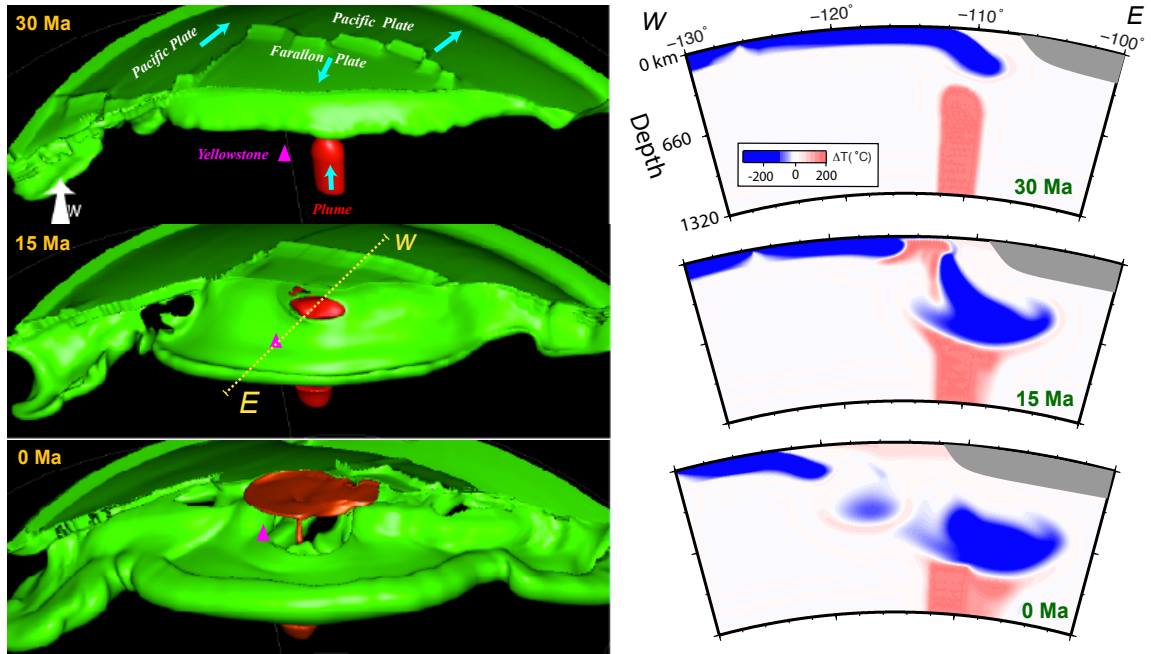 30 Ma
Pacific Plate
Pacific Plate
Farallon Plate
Yellowstone
Plume
W
15 Ma
W
E
0 Ma
W
E
-130°
-120°
-110°
-100°
0 km
660
1320
Depth
ΔT(°C)
-200 0 200
30 Ma
15 Ma
0 Ma